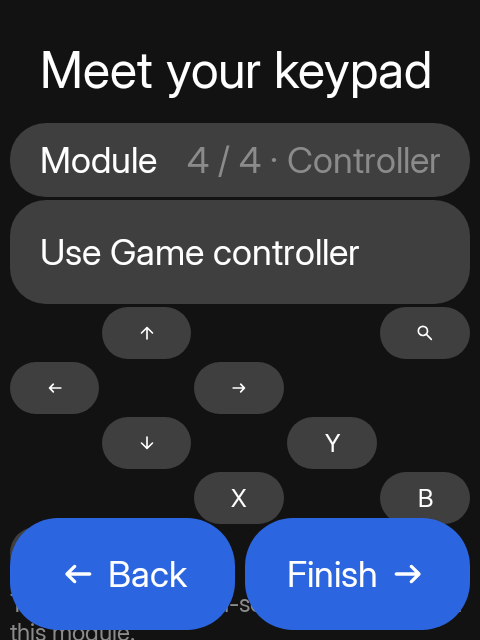 Meet your keypad
Module 4 / 4 · Controller
Use Game controller
↑
← →
↓ Y
X B
← Back Finish →
this module.